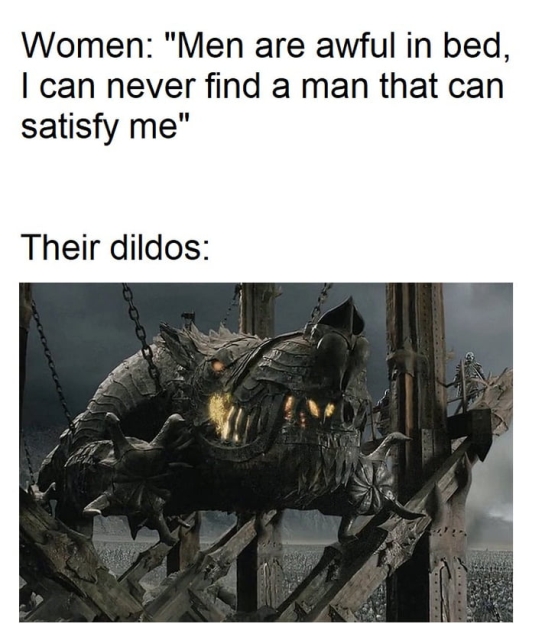 Women: "Men are awful in bed,
I can never find a man that can
satisfy me"
Their dildos: